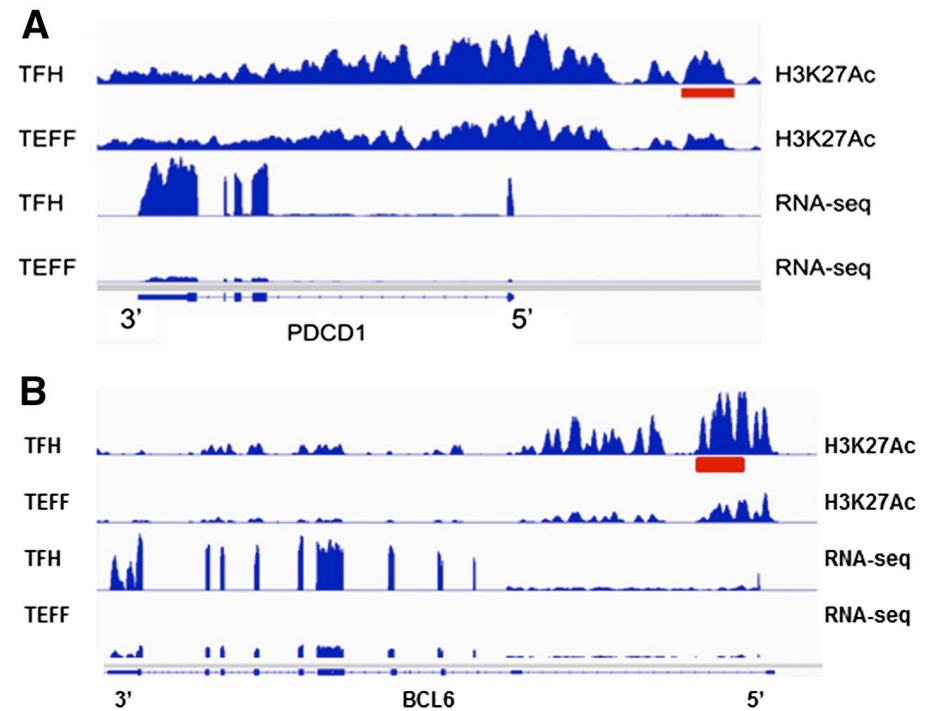 A
TFH H3K27Ac
TEFF H3K27Ac
TFH RNA-seq
TEFF RNA-seq
3’ 5’
PDCD1
B
TFH H3K27Ac
TEFF H3K27Ac
TFH RNA-seq
TEFF RNA-seq
3’ BCL6 5’